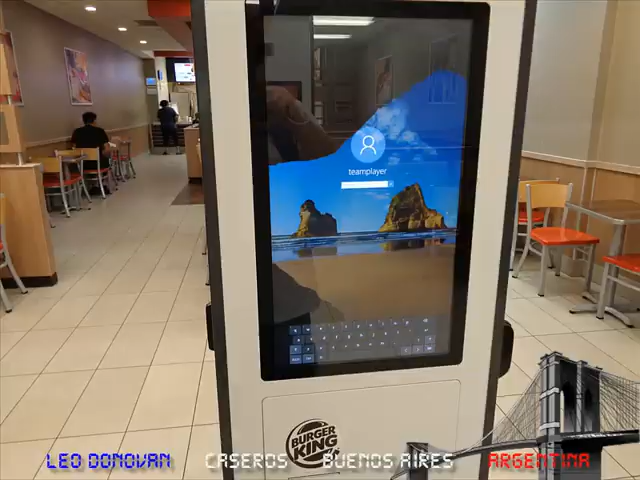 teamplayer
BURGER
KING
LEO DONOVAN CASEROS BUENOS AIRES ARGENTINA